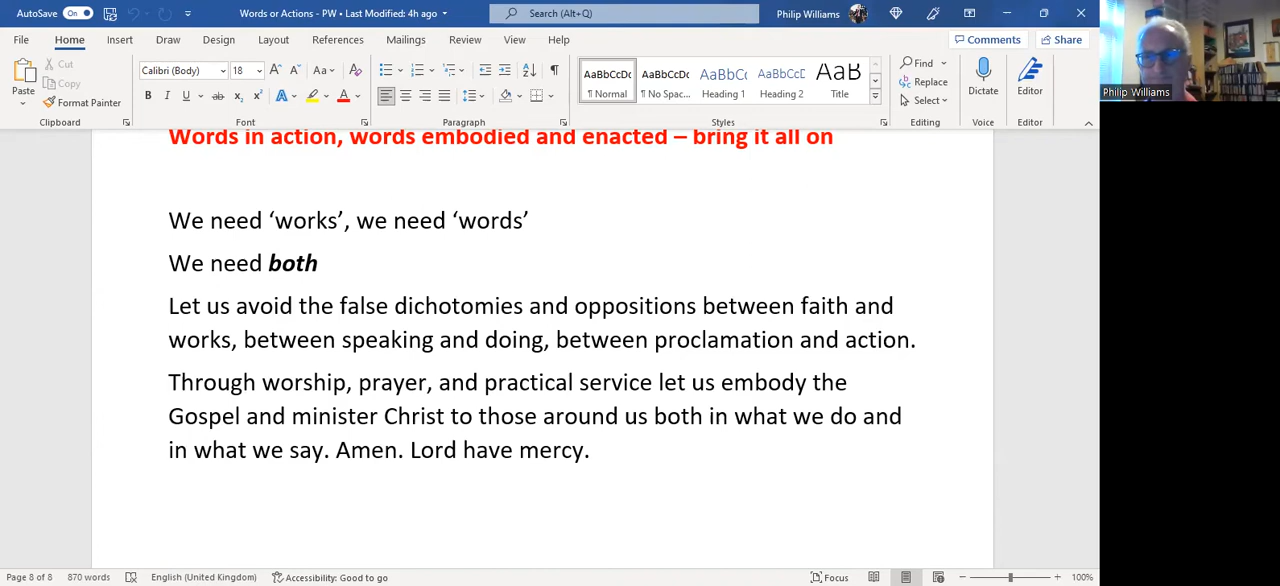 AutoSave On Words or Actions - PW • Last Modified: 4h ago Search (Alt+Q) Philip Williams
File Home Insert Draw Design Layout References Mailings Review View Help Comments Share
Paste Cut Copy Format Painter Clipboard
Calibri (Body) 18 Aa B I U ab x₂ x² A A Font
Paragraph
AaBbCcDc ¶ Normal AaBbCcDc ¶ No Spac... AaBbCc Heading 1 AaBbCcD Heading 2 AaB Title Styles
Find Replace Select Editing
Dictate Voice
Editor Editor
Philip Williams
Words in action, words embodied and enacted – bring it all on
We need ‘works’, we need ‘words’
We need both
Let us avoid the false dichotomies and oppositions between faith and
works, between speaking and doing, between proclamation and action.
Through worship, prayer, and practical service let us embody the
Gospel and minister Christ to those around us both in what we do and
in what we say. Amen. Lord have mercy.
Page 8 of 8 870 words English (United Kingdom) Accessibility: Good to go Focus 100%